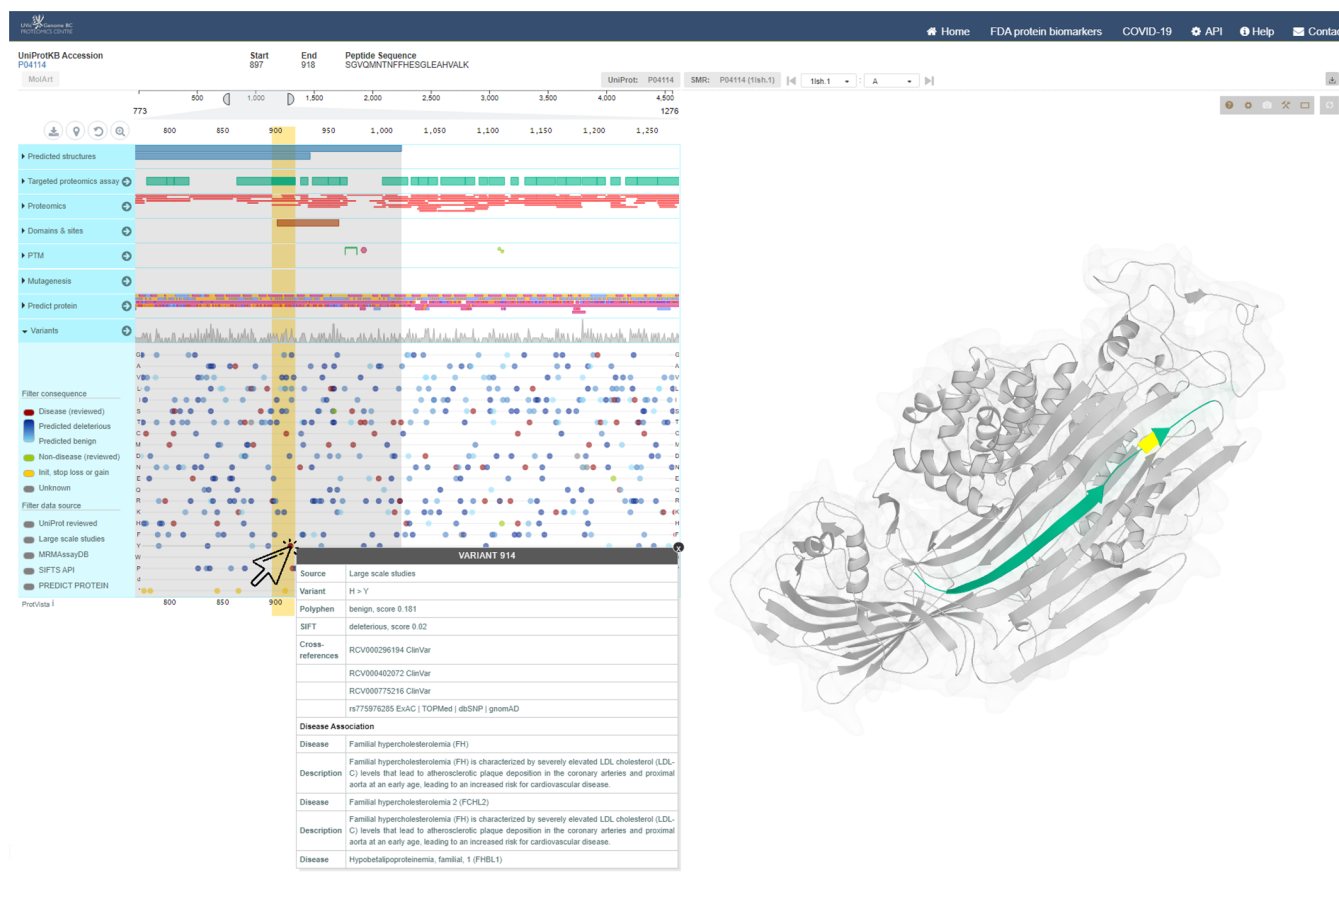 UVic Genome BC
PROTEOMICS CENTRE
Home FDA protein biomarkers COVID-19 API Help Contac
UniProtKB Accession Start End Peptide Sequence
P04114 897 918 SGVQMNTNFFHESGLEAHVALK
MolArt UniProt: P04114 SMR: P04114 (1lsh.1) 1lsh.1 : A
500 1,000 1,500 2,000 2,500 3,000 3,500 4,000 4,500
773 1276
800 850 900 950 1,000 1,050 1,100 1,150 1,200 1,250
Predicted structures
Targeted proteomics assay
Proteomics
Domains & sites
PTM
Mutagenesis
Predict protein
Variants
G G
A A
V V
L L
I I
S S
T T
C C
M M
D D
N N
E E
Q Q
R R
K K
H H
F F
Y
W
P
d
*
Filter consequence
Disease (reviewed)
Predicted deleterious
Predicted benign
Non-disease (reviewed)
Init, stop loss or gain
Unknown
Filter data source
UniProt reviewed
Large scale studies
MRMAssayDB
SIFTS API
PREDICT PROTEIN
ProtVista i
800 850 900
VARIANT 914
x
Source Large scale studies
Variant H > Y
Polyphen benign, score 0.181
SIFT deleterious, score 0.02
Cross-references RCV000296194 ClinVar
RCV000402072 ClinVar
RCV000775216 ClinVar
rs775976285 ExAC | TOPMed | dbSNP | gnomAD
Disease Association
Disease Familial hypercholesterolemia (FH)
Description Familial hypercholesterolemia (FH) is characterized by severely elevated LDL cholesterol (LDL-
C) levels that lead to atherosclerotic plaque deposition in the coronary arteries and proximal
aorta at an early age, leading to an increased risk for cardiovascular disease.
Disease Familial hypercholesterolemia 2 (FCHL2)
Description Familial hypercholesterolemia (FH) is characterized by severely elevated LDL cholesterol (LDL-
C) levels that lead to atherosclerotic plaque deposition in the coronary arteries and proximal
aorta at an early age, leading to an increased risk for cardiovascular disease.
Disease Hypobetalipoproteinemia, familial, 1 (FHBL1)